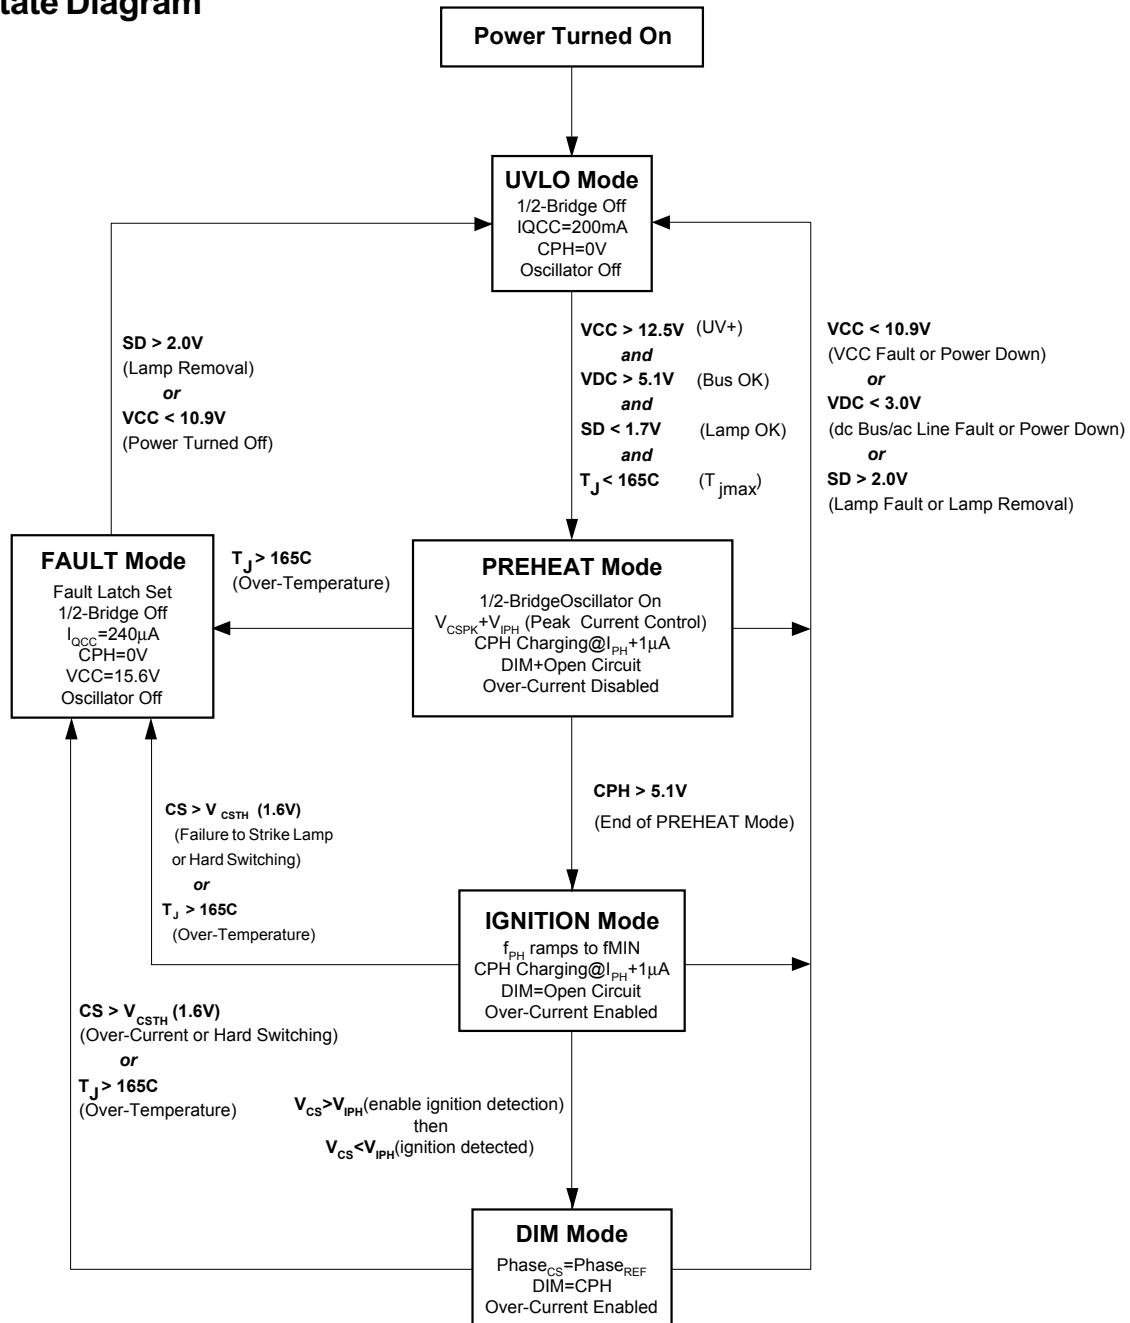 tate Diagram
Power Turned On
UVLO Mode
1/2-Bridge Off
IQCC=200mA
CPH=0V
Oscillator Off
SD > 2.0V
(Lamp Removal)
or
VCC < 10.9V
(Power Turned Off)
VCC > 12.5V (UV+)
and
VDC > 5.1V (Bus OK)
and
SD < 1.7V (Lamp OK)
and
TJ < 165C (Tjmax)
VCC < 10.9V
(VCC Fault or Power Down)
or
VDC < 3.0V
(dc Bus/ac Line Fault or Power Down)
or
SD > 2.0V
(Lamp Fault or Lamp Removal)
FAULT Mode
Fault Latch Set
1/2-Bridge Off
IQCC=240µA
CPH=0V
VCC=15.6V
Oscillator Off
TJ > 165C
(Over-Temperature)
PREHEAT Mode
1/2-BridgeOscillator On
VCSPK+VIPH (Peak Current Control)
CPH Charging@IPH+1µA
DIM+Open Circuit
Over-Current Disabled
CPH > 5.1V
(End of PREHEAT Mode)
CS > VCSTH (1.6V)
(Failure to Strike Lamp
or Hard Switching)
or
TJ > 165C
(Over-Temperature)
IGNITION Mode
fPH ramps to fMIN
CPH Charging@IPH+1µA
DIM=Open Circuit
Over-Current Enabled
CS > VCSTH (1.6V)
(Over-Current or Hard Switching)
or
TJ > 165C
(Over-Temperature)
VCS>VIPH(enable ignition detection)
then
VCS<VIPH(ignition detected)
DIM Mode
PhaseCS=PhaseREF
DIM=CPH
Over-Current Enabled